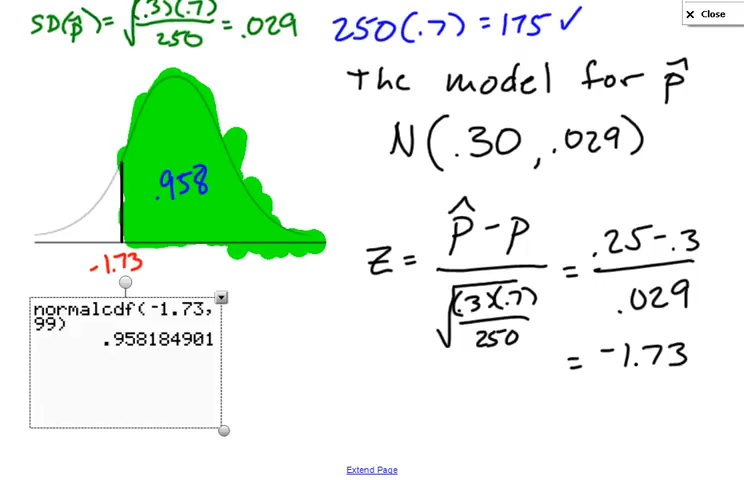 SD(p̂) = √((.3)(.7)/250) = .029
250(.7) = 175 ✓
× Close
The model for p̂
N(.30, .029)
.958
-1.73
z = (p̂ - p)/√((.3)(.7)/250) = (.25-.3)/.029
= -1.73
normalcdf(-1.73,
99)
.958184901
Extend Page